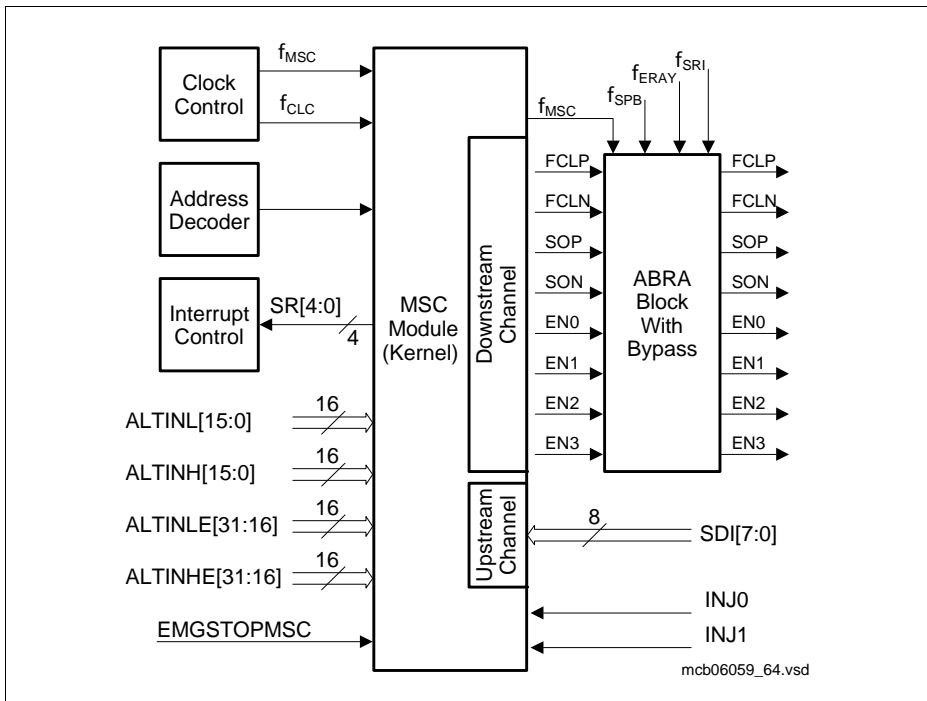 Clock
Control
fMSC
fCLC
Address
Decoder
Interrupt
Control
SR[4:0]
4
ALTINL[15:0]
16
ALTINH[15:0]
16
ALTINLE[31:16]
16
ALTINHE[31:16]
16
EMGSTOPMSC
MSC
Module
(Kernel)
Downstream
Channel
Upstream
Channel
fMSC
fSPB
fERAY
fSRI
FCLP
FCLN
SOP
SON
EN0
EN1
EN2
EN3
ABRA
Block
With
Bypass
FCLP
FCLN
SOP
SON
EN0
EN1
EN2
EN3
8
SDI[7:0]
INJ0
INJ1
mcb06059_64.vsd